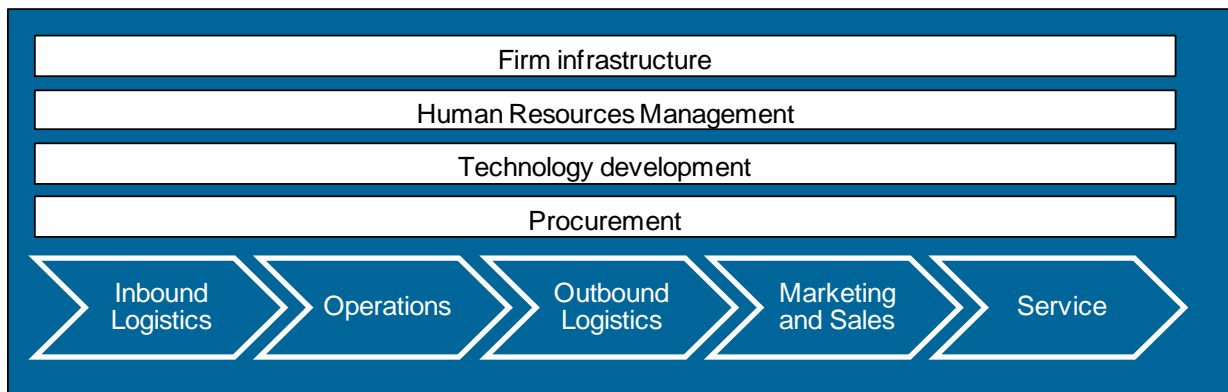 Firm infrastructure
Human Resources Management
Technology development
Procurement
Inbound
Logistics
Operations
Outbound
Logistics
Marketing
and Sales
Service